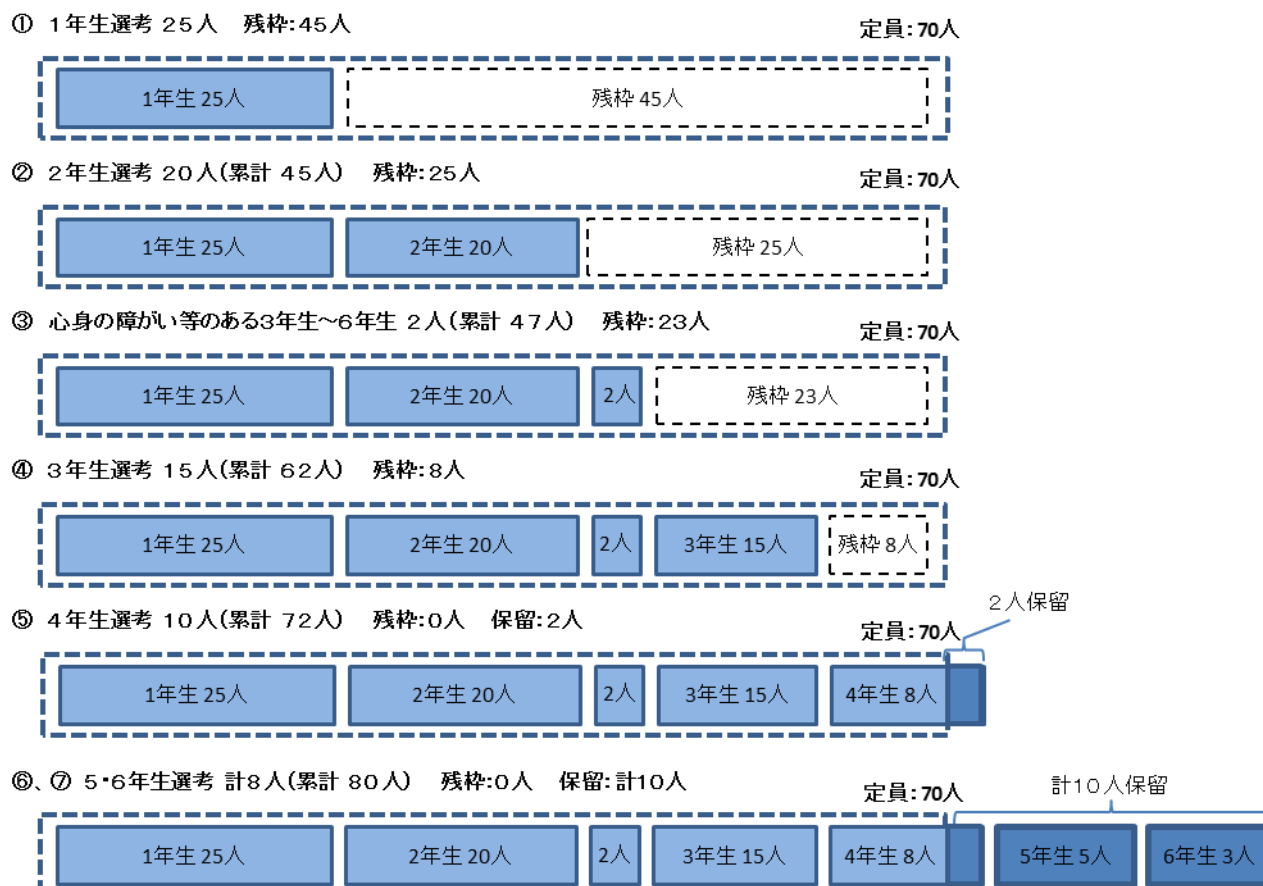 ① 1年生選考 25人 残枠:45人
定員:70人
1年生 25人
残枠 45人
② 2年生選考 20人(累計 45人) 残枠:25人
定員:70人
1年生 25人
2年生 20人
残枠 25人
③ 心身の障がい等のある3年生～6年生 2人(累計 47人) 残枠:23人
定員:70人
1年生 25人
2年生 20人
2人
残枠 23人
④ 3年生選考 15人(累計 62人) 残枠:8人
定員:70人
1年生 25人
2年生 20人
2人
3年生 15人
残枠 8人
2人保留
⑤ 4年生選考 10人(累計 72人) 残枠:0人 保留:2人
定員:70人
1年生 25人
2年生 20人
2人
3年生 15人
4年生 8人
⑥、⑦ 5・6年生選考 計8人(累計 80人) 残枠:0人 保留:計10人
定員:70人
計10人保留
1年生 25人
2年生 20人
2人
3年生 15人
4年生 8人
5年生 5人
6年生 3人